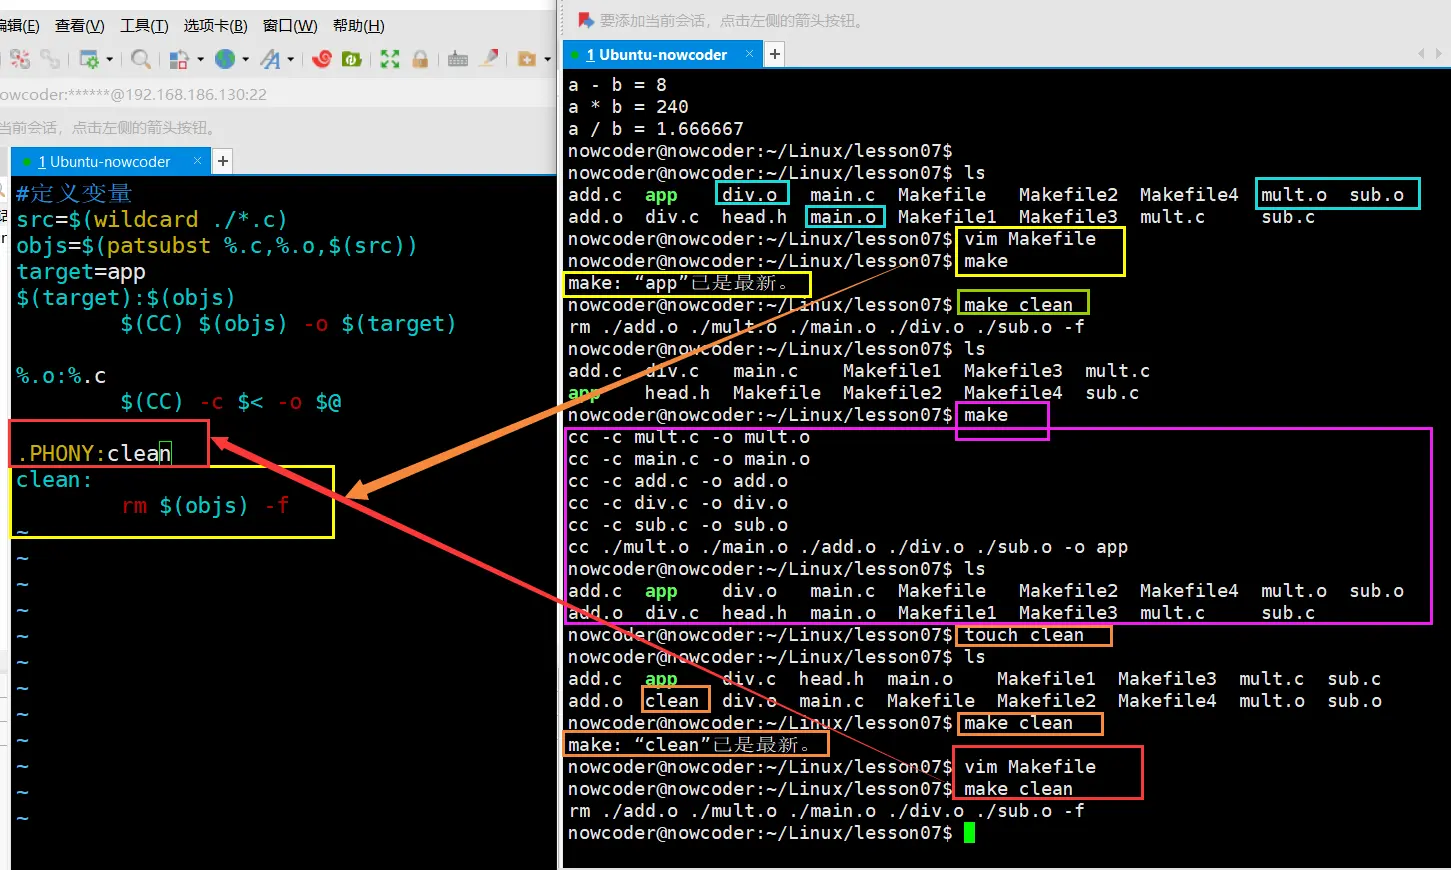 编辑(E) 查看(V) 工具(T) 选项卡(B) 窗口(W) 帮助(H)
owcoder:******@192.168.186.130:22
当前会话，点击左侧的箭头按钮。
1 Ubuntu-nowcoder × +
#定义变量
src=$(wildcard ./*.c)
objs=$(patsubst %.c,%.o,$(src))
target=app
$(target):$(objs)
$(CC) $(objs) -o $(target)
%.o:%.c
$(CC) -c $< -o $@
.PHONY:clean
clean:
rm $(objs) -f
~
~
~
~
~
~
~
~
~
~
~
~
要添加当前会话，点击左侧的箭头按钮。
1 Ubuntu-nowcoder × +
a - b = 8
a * b = 240
a / b = 1.666667
nowcoder@nowcoder:~/Linux/lesson07$
nowcoder@nowcoder:~/Linux/lesson07$ ls
add.c app div.o main.c Makefile Makefile2 Makefile4 mult.o sub.o
add.o div.c head.h main.o Makefile1 Makefile3 mult.c sub.c
nowcoder@nowcoder:~/Linux/lesson07$ vim Makefile
nowcoder@nowcoder:~/Linux/lesson07$ make
make: “app”已是最新。
nowcoder@nowcoder:~/Linux/lesson07$ make clean
rm ./add.o ./mult.o ./main.o ./div.o ./sub.o -f
nowcoder@nowcoder:~/Linux/lesson07$ ls
add.c div.c main.c Makefile1 Makefile3 mult.c
app head.h Makefile Makefile2 Makefile4 sub.c
nowcoder@nowcoder:~/Linux/lesson07$ make
cc -c mult.c -o mult.o
cc -c main.c -o main.o
cc -c add.c -o add.o
cc -c div.c -o div.o
cc -c sub.c -o sub.o
cc ./mult.o ./main.o ./add.o ./div.o ./sub.o -o app
nowcoder@nowcoder:~/Linux/lesson07$ ls
add.c app div.o main.c Makefile Makefile2 Makefile4 mult.o sub.o
add.o div.c head.h main.o Makefile1 Makefile3 mult.c sub.c
nowcoder@nowcoder:~/Linux/lesson07$ touch clean
nowcoder@nowcoder:~/Linux/lesson07$ ls
add.c app div.c head.h main.o Makefile1 Makefile3 mult.c sub.c
add.o clean div.o main.c Makefile Makefile2 Makefile4 mult.o sub.o
nowcoder@nowcoder:~/Linux/lesson07$ make clean
make: “clean”已是最新。
nowcoder@nowcoder:~/Linux/lesson07$ vim Makefile
nowcoder@nowcoder:~/Linux/lesson07$ make clean
rm ./add.o ./mult.o ./main.o ./div.o ./sub.o -f
nowcoder@nowcoder:~/Linux/lesson07$